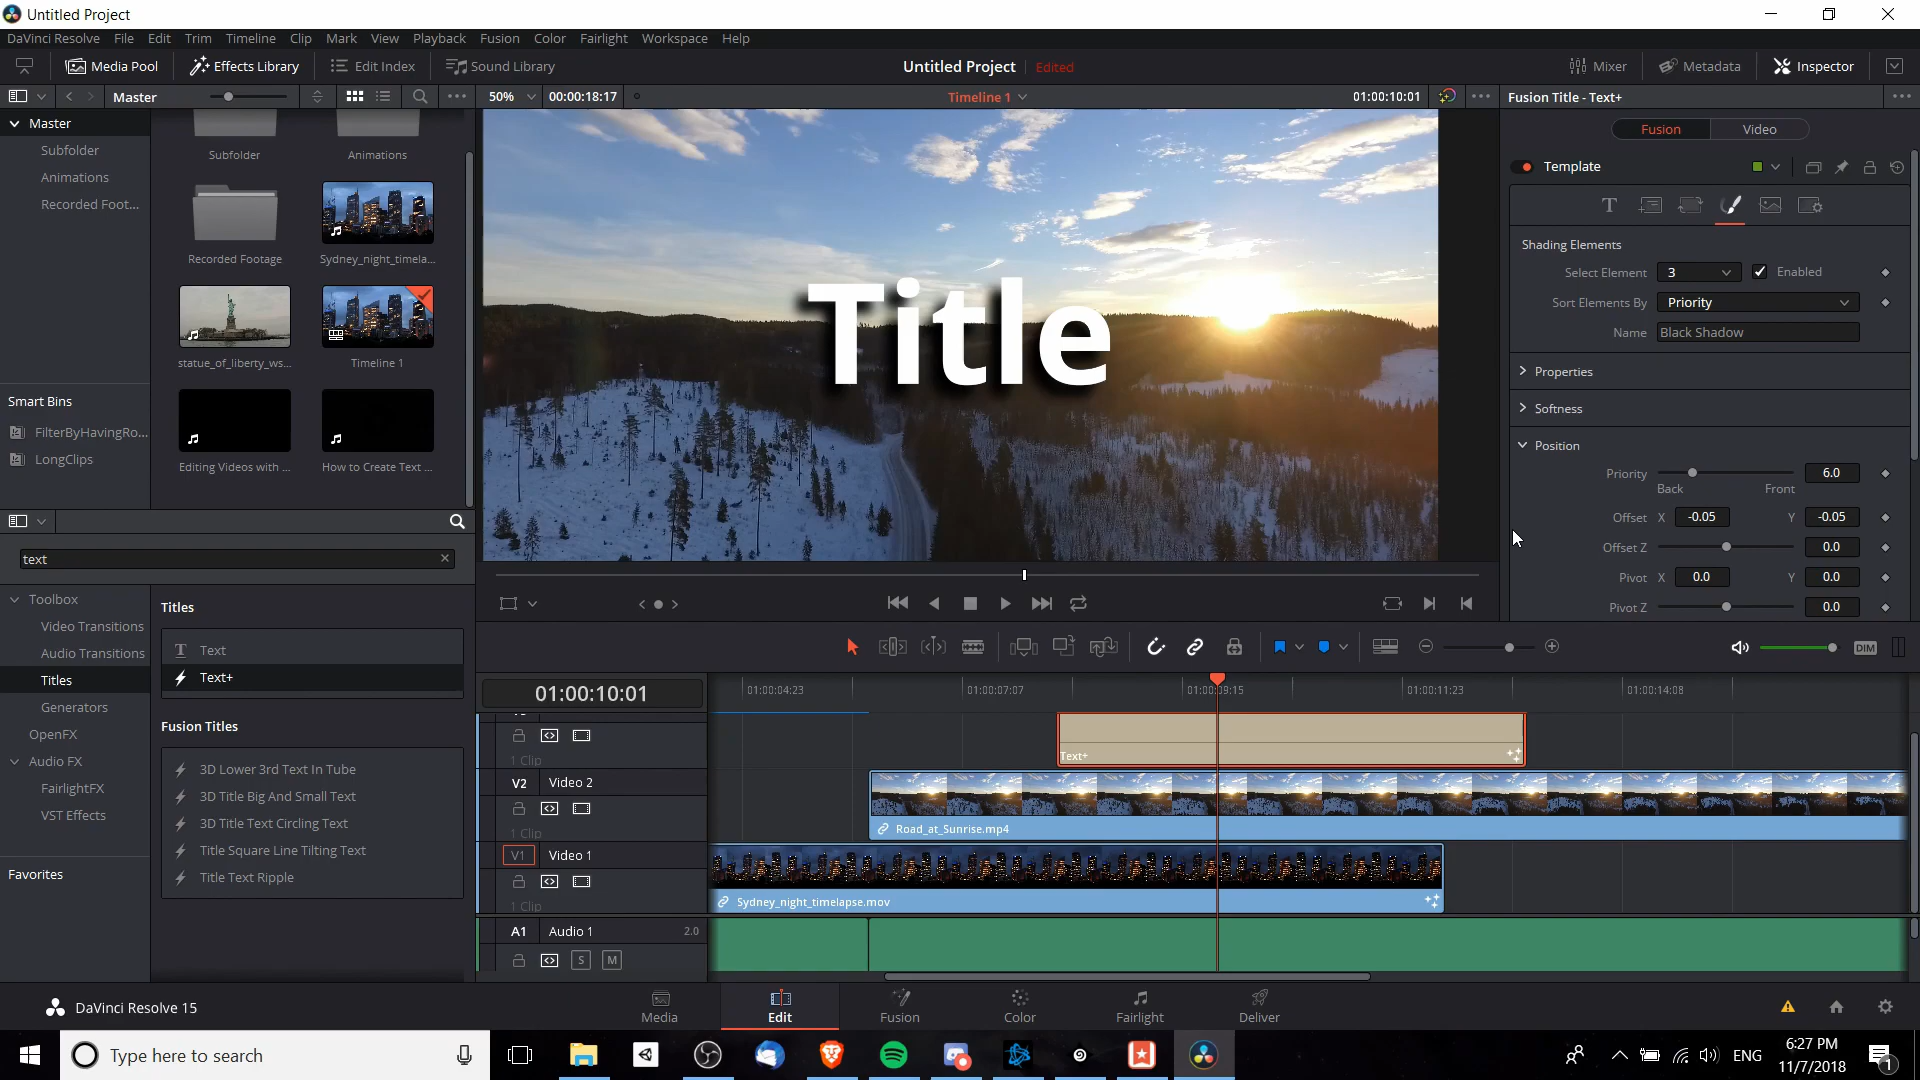 Untitled Project
DaVinci Resolve File Edit Trim Timeline Clip Mark View Playback Fusion Color Fairlight Workspace Help
Media Pool Effects Library Edit Index Sound Library Untitled Project Edited Mixer Metadata Inspector
Master 50% 00:00:18:17 Timeline 1 01:00:10:01 Fusion Title - Text+
Master
Subfolder
Animations
Recorded Foot...
Subfolder Animations
Recorded Footage Sydney_night_timela...
statue_of_liberty_ws... Timeline 1
Editing Videos with ... How to Create Text ...
Smart Bins
FilterByHavingRo...
LongClips
Title
Fusion Video
Template
Shading Elements
Select Element 3 Enabled
Sort Elements By Priority
Name Black Shadow
Properties
Softness
Position
Priority 6.0
Back Front
Offset X -0.05 Y -0.05
Offset Z 0.0
Pivot X 0.0 Y 0.0
Pivot Z 0.0
text
Toolbox
Video Transitions
Audio Transitions
Titles
Generators
OpenFX
Audio FX
FairlightFX
VST Effects
Favorites
Titles
Text
Text+
Fusion Titles
3D Lower 3rd Text In Tube
3D Title Big And Small Text
3D Title Text Circling Text
Title Square Line Tilting Text
Title Text Ripple
DIM
01:00:10:01 01:00:04:23 01:00:07:07 01:00:09:15 01:00:11:23 01:00:14:08
1 Clip
Text+
V2 Video 2
1 Clip
Road_at_Sunrise.mp4
V1 Video 1
1 Clip
Sydney_night_timelapse.mov
A1 Audio 1 2.0
S M
DaVinci Resolve 15
Media Edit Fusion Color Fairlight Deliver
Type here to search
ENG
6:27 PM
11/7/2018
1